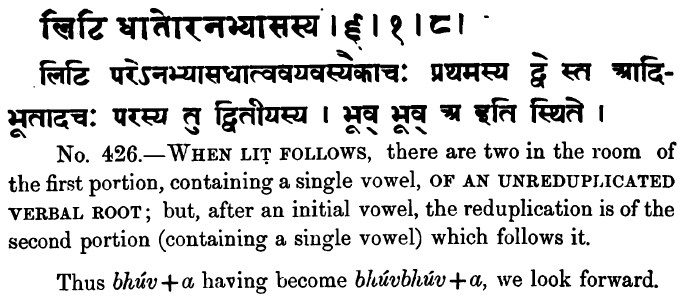 लिटि धातोरनभ्यासस्य । ६ । १ । ८ ।
लिटि परेऽनभ्यासधात्ववयवस्यैकाचः प्रथमस्य द्वे स्त आदि-
भूतादचः परस्य तु द्वितीयस्य । भूव् भूव् अ इति स्थिते ।
No. 426.—WHEN LIṬ FOLLOWS, there are two in the room of
the first portion, containing a single vowel, OF AN UNREDUPLICATED
VERBAL ROOT; but, after an initial vowel, the reduplication is of the
second portion (containing a single vowel) which follows it.
Thus bhúv+a having become bhúvbhúv+a, we look forward.